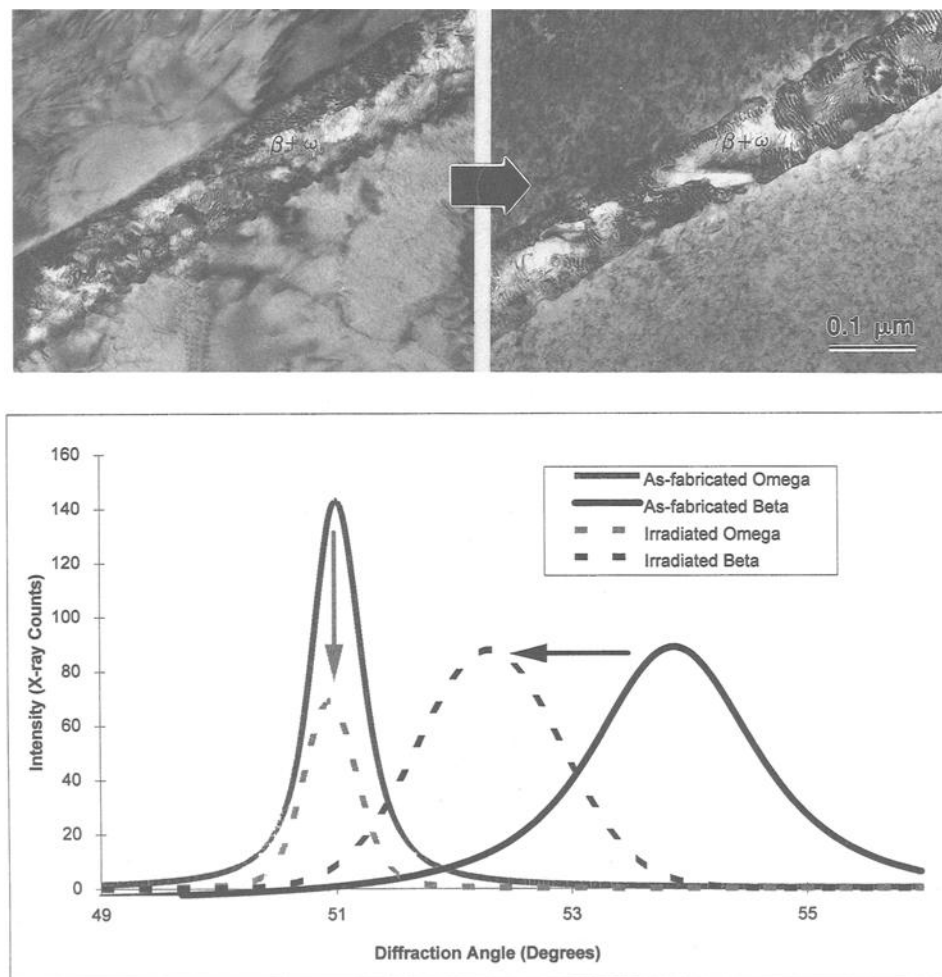 β+ω
β+ω
0.1 μm
160
140
120
100
80
60
40
20
0
Intensity (X-ray Counts)
As-fabricated Omega
As-fabricated Beta
Irradiated Omega
Irradiated Beta
49
51
53
55
Diffraction Angle (Degrees)